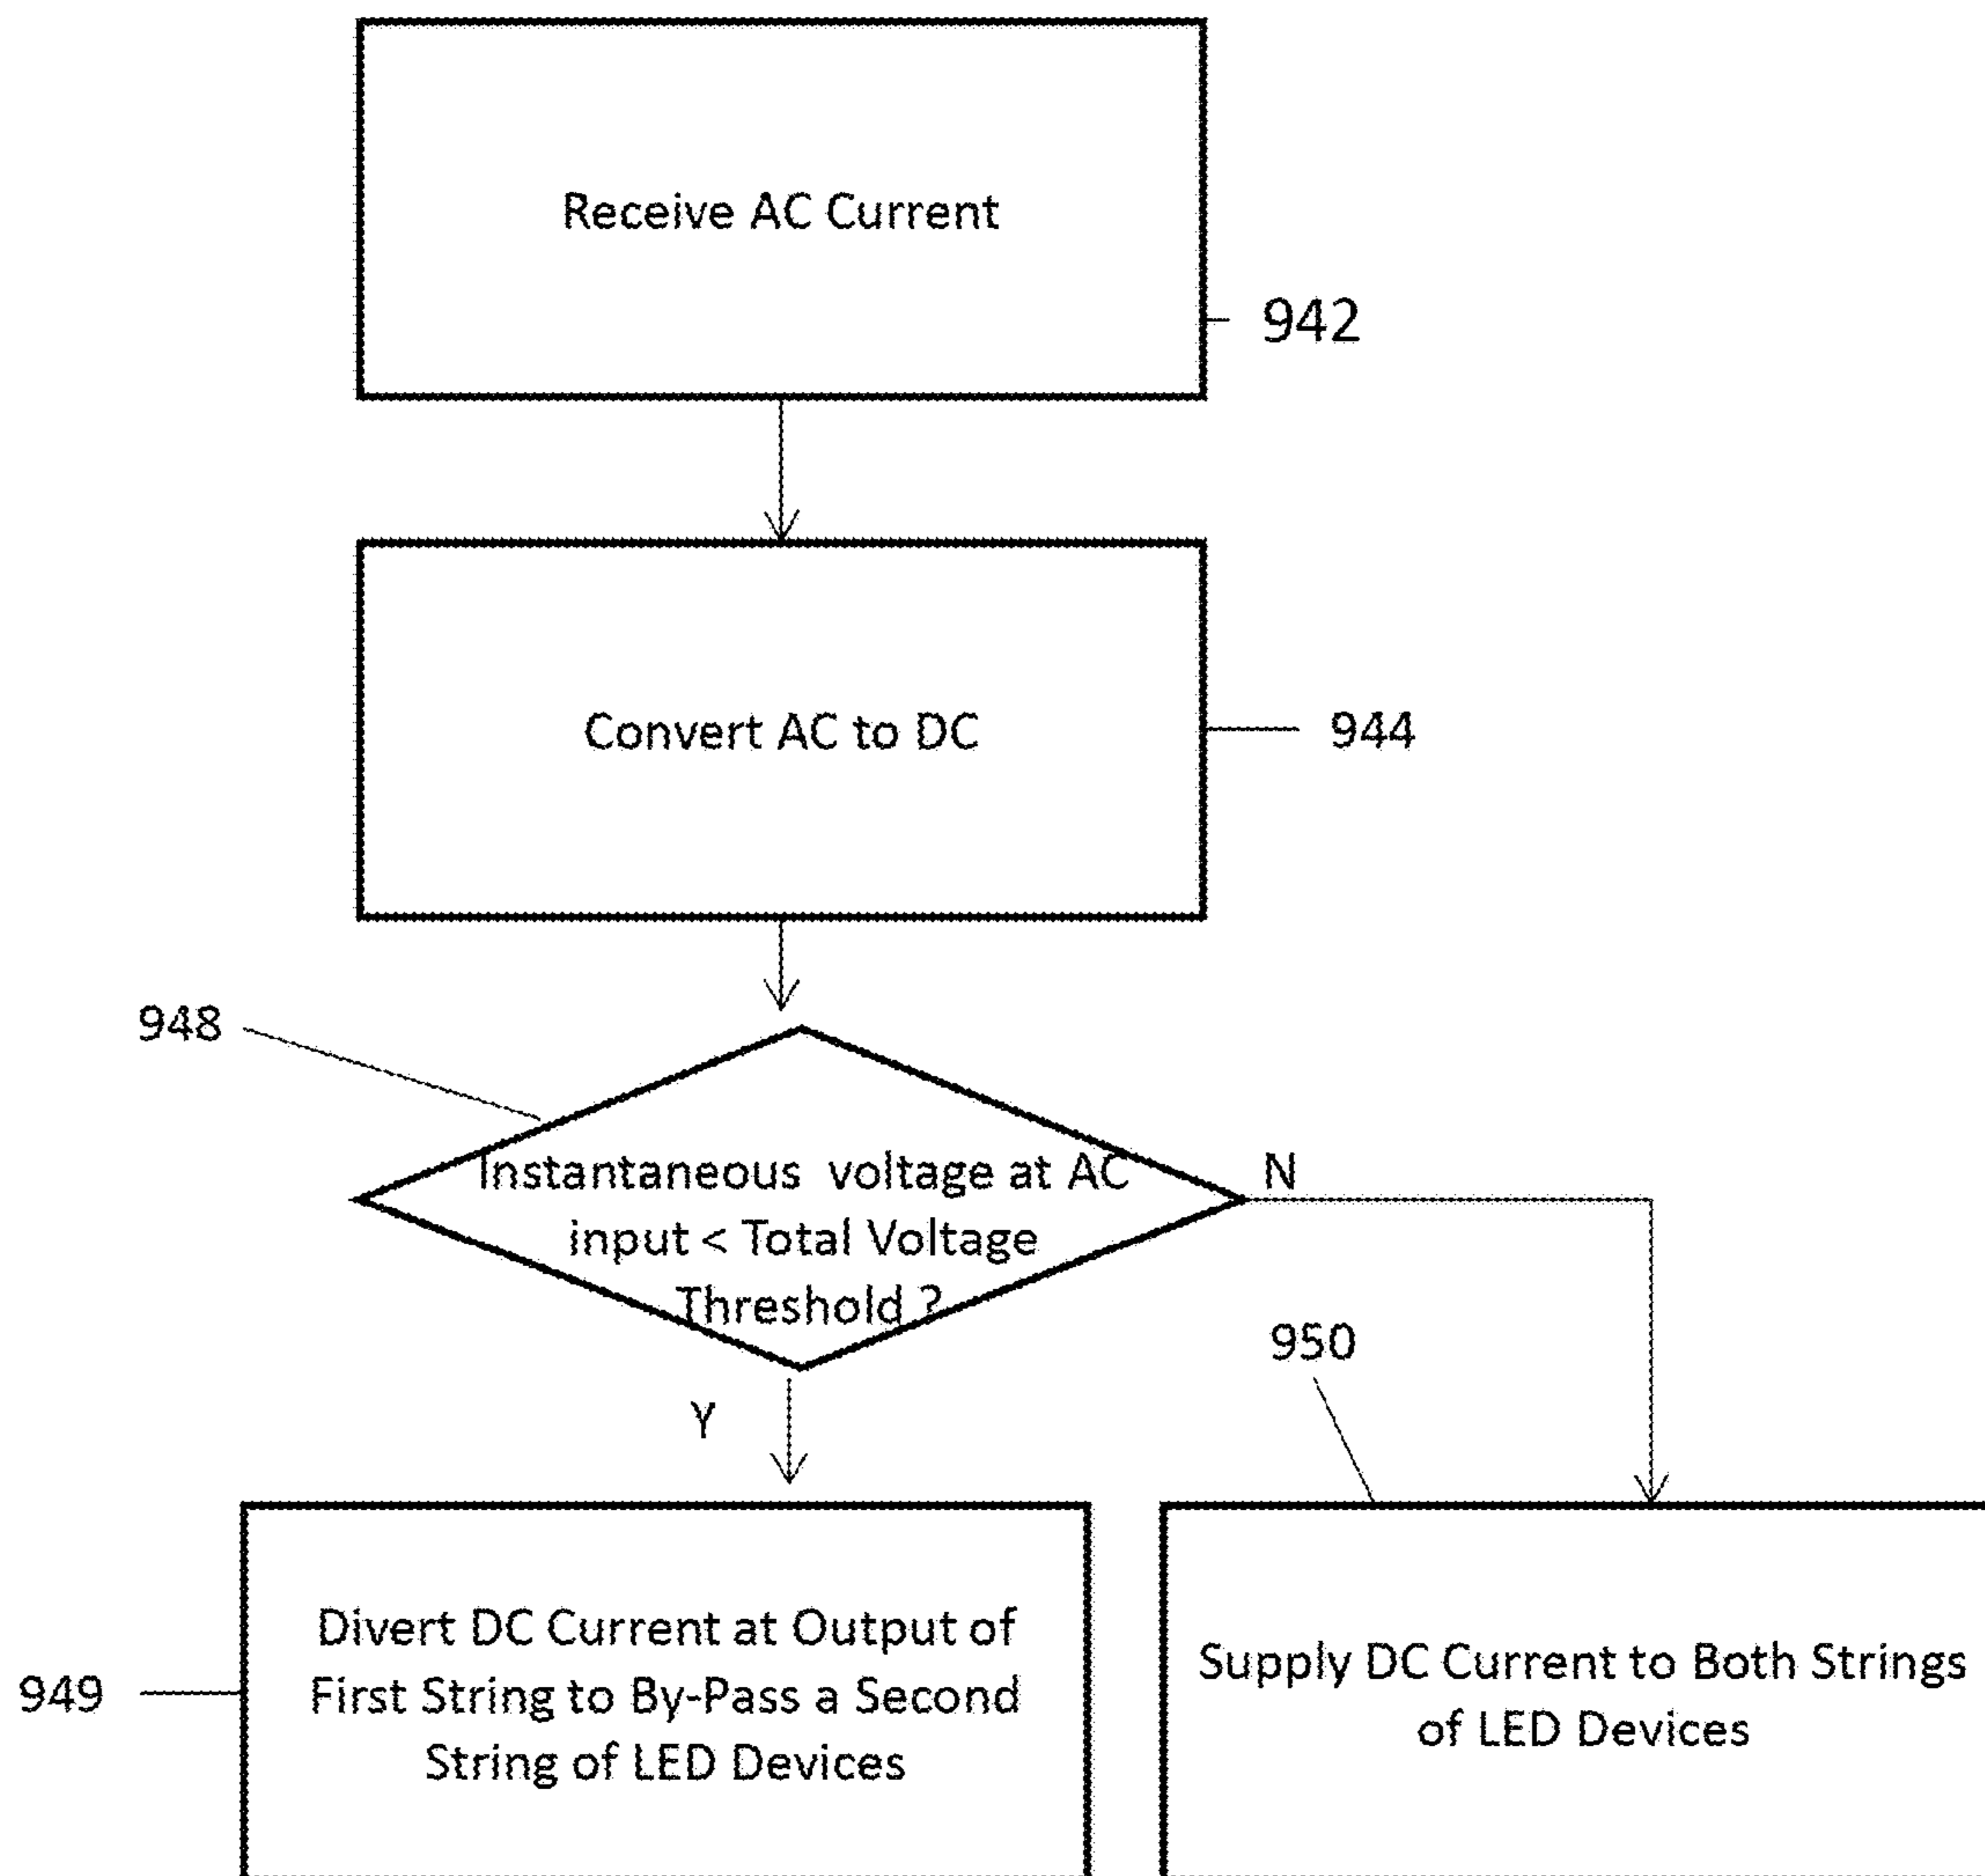 Receive AC Current
942
Convert AC to DC
944
948
Instantaneous  voltage at AC
input < Total Voltage
Threshold ?
N
Y
950
Divert DC Current at Output of
First String to By-Pass a Second
String of LED Devices
949
Supply DC Current to Both Strings
of LED Devices